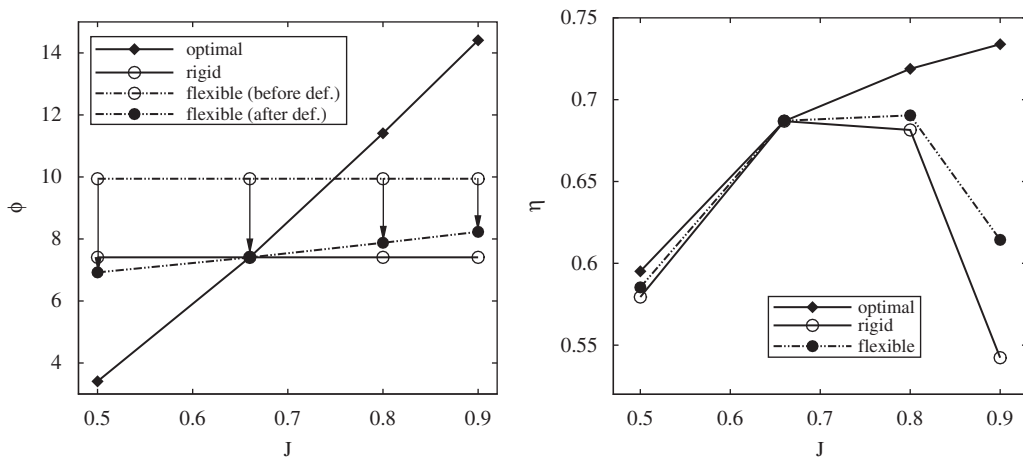 14
12
10
8
6
4
ϕ
optimal
rigid
flexible (before def.)
flexible (after def.)
0.5 0.6 0.7 0.8 0.9
J
0.75
0.7
0.65
0.6
0.55
η
optimal
rigid
flexible
0.5 0.6 0.7 0.8 0.9
J